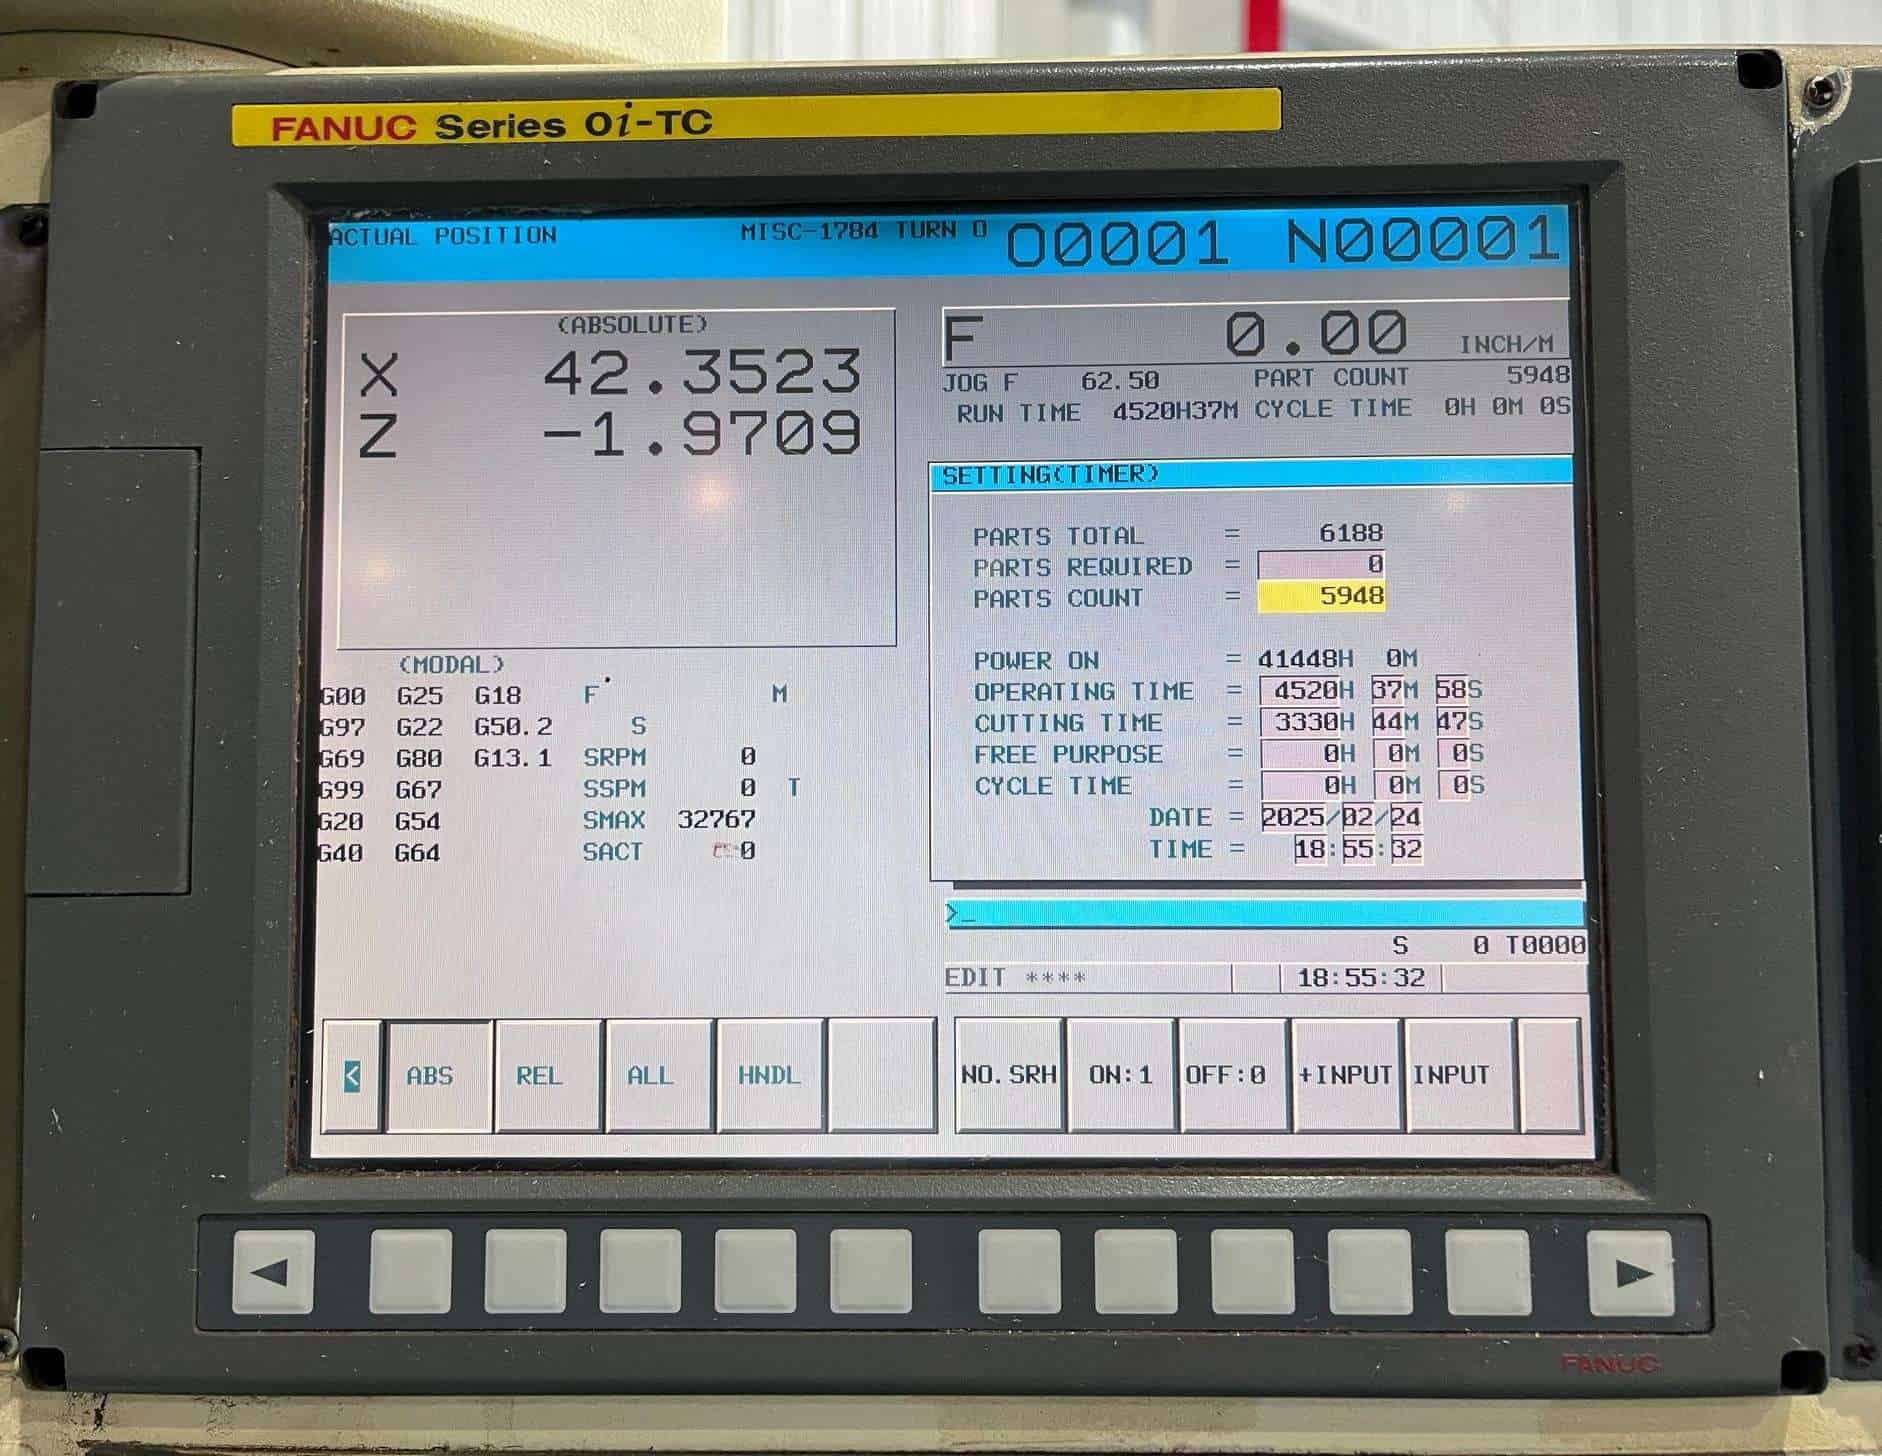 FANUC Series 0i-TC
ACTUAL POSITION MISC-1784 TURN 0 O0001 N00001
(ABSOLUTE)
X 42.3523
Z -1.9709
F 0.00 INCH/M
JOG F 62.50 PART COUNT 5948
RUN TIME 4520H37M CYCLE TIME 0H 0M 0S
SETTING(TIMER)
PARTS TOTAL = 6188
PARTS REQUIRED = 0
PARTS COUNT = 5948
POWER ON = 41448H 0M
OPERATING TIME = 4520H 37M 58S
CUTTING TIME = 3330H 44M 47S
FREE PURPOSE = 0H 0M 0S
CYCLE TIME = 0H 0M 0S
DATE = 2025/02/24
TIME = 18:55:32
(MODAL)
G00 G25 G18 F M
G97 G22 G50.2 S
G69 G80 G13.1 SRPM 0
G99 G67 SSPM 0 T
G20 G54 SMAX 32767
G40 G64 SACT 0
>_
S 0 T0000
EDIT **** 18:55:32
< ABS REL ALL HNDL NO.SRH ON:1 OFF:0 +INPUT INPUT
FANUC